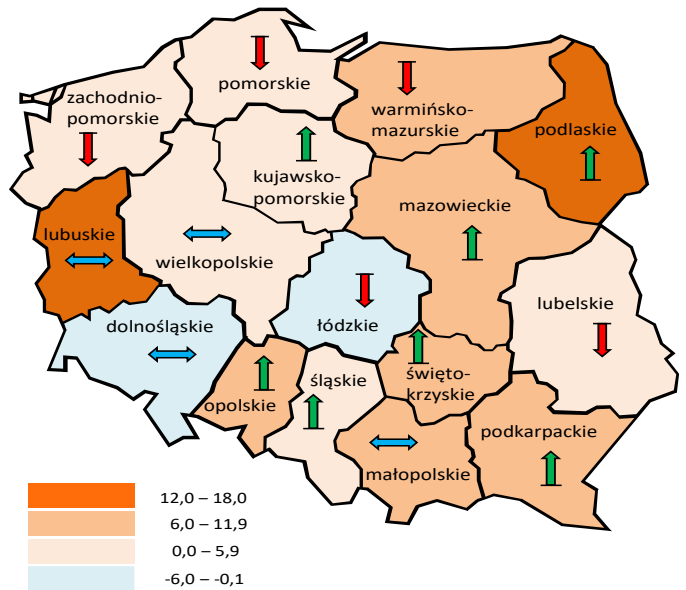 pomorskie
zachodnio-
pomorskie
warmińsko-
mazurskie
podlaskie
kujawsko-
pomorskie
mazowieckie
lubuskie
wielkopolskie
lubelskie
dolnośląskie
łódzkie
śląskie
święto-
krzyskie
opolskie
podkarpackie
małopolskie
12,0 – 18,0
6,0 – 11,9
0,0 – 5,9
-6,0 – -0,1